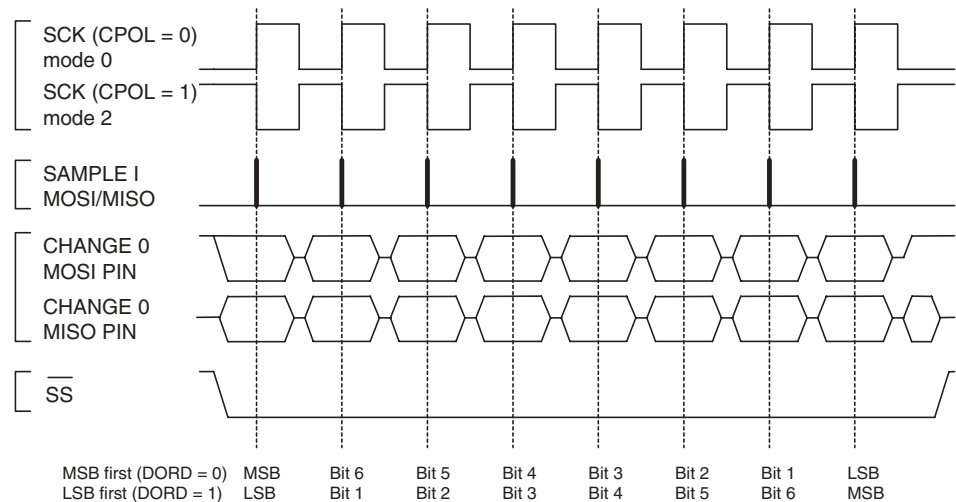 SCK (CPOL = 0)
mode 0
SCK (CPOL = 1)
mode 2
SAMPLE I
MOSI/MISO
CHANGE 0
MOSI PIN
CHANGE 0
MISO PIN
SS
MSB first (DORD = 0) MSB Bit 6 Bit 5 Bit 4 Bit 3 Bit 2 Bit 1 LSB
LSB first (DORD = 1) LSB Bit 1 Bit 2 Bit 3 Bit 4 Bit 5 Bit 6 MSB